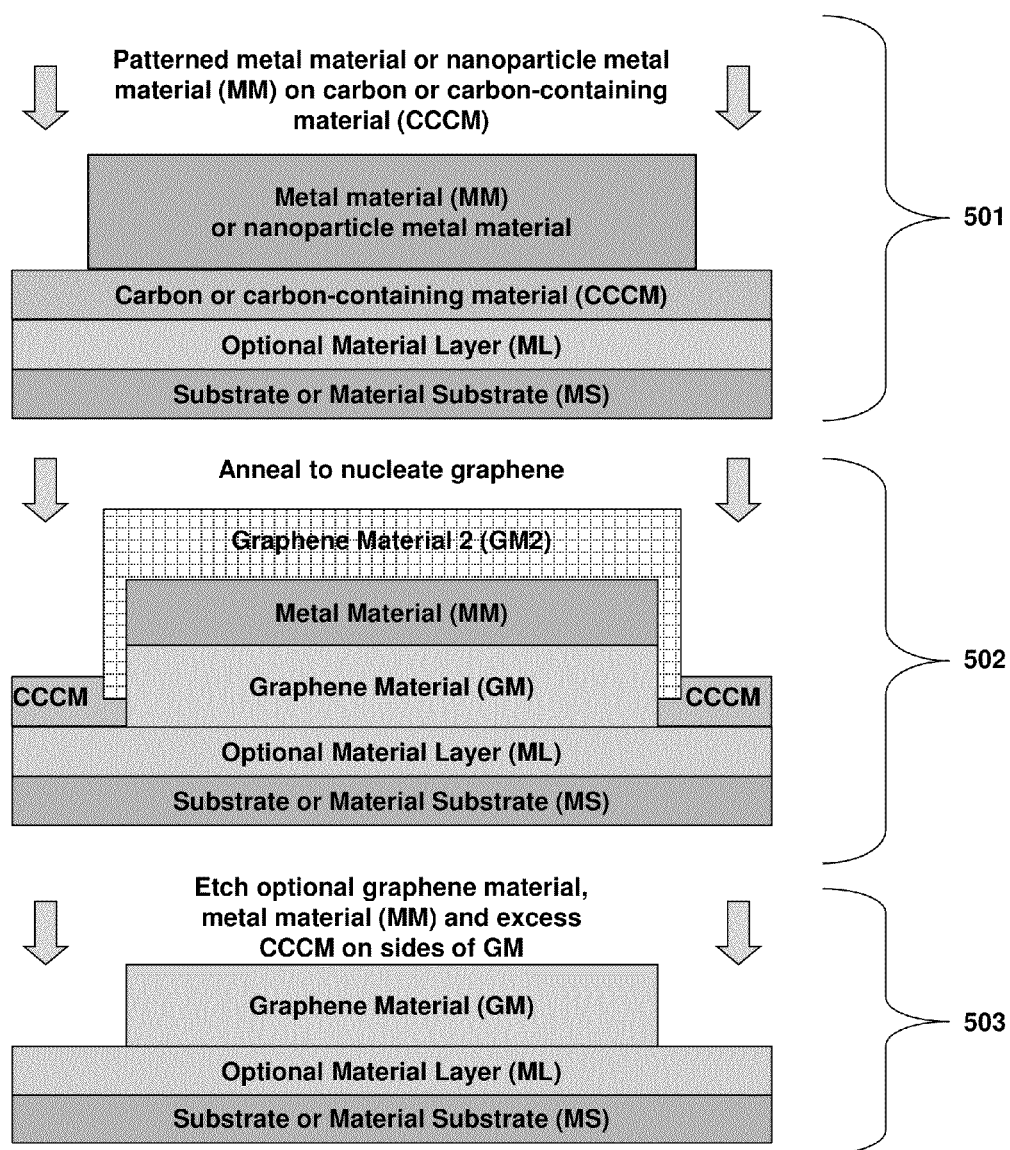 Patterned metal material or nanoparticle metal
material (MM) on carbon or carbon-containing
material (CCCM)
Metal material (MM)
or nanoparticle metal material
501
Carbon or carbon-containing material (CCCM)
Optional Material Layer (ML)
Substrate or Material Substrate (MS)
Anneal to nucleate graphene
Graphene Material 2 (GM2)
Metal Material (MM)
502
CCCM
Graphene Material (GM)
CCCM
Optional Material Layer (ML)
Substrate or Material Substrate (MS)
Etch optional graphene material,
metal material (MM) and excess
CCCM on sides of GM
Graphene Material (GM)
503
Optional Material Layer (ML)
Substrate or Material Substrate (MS)